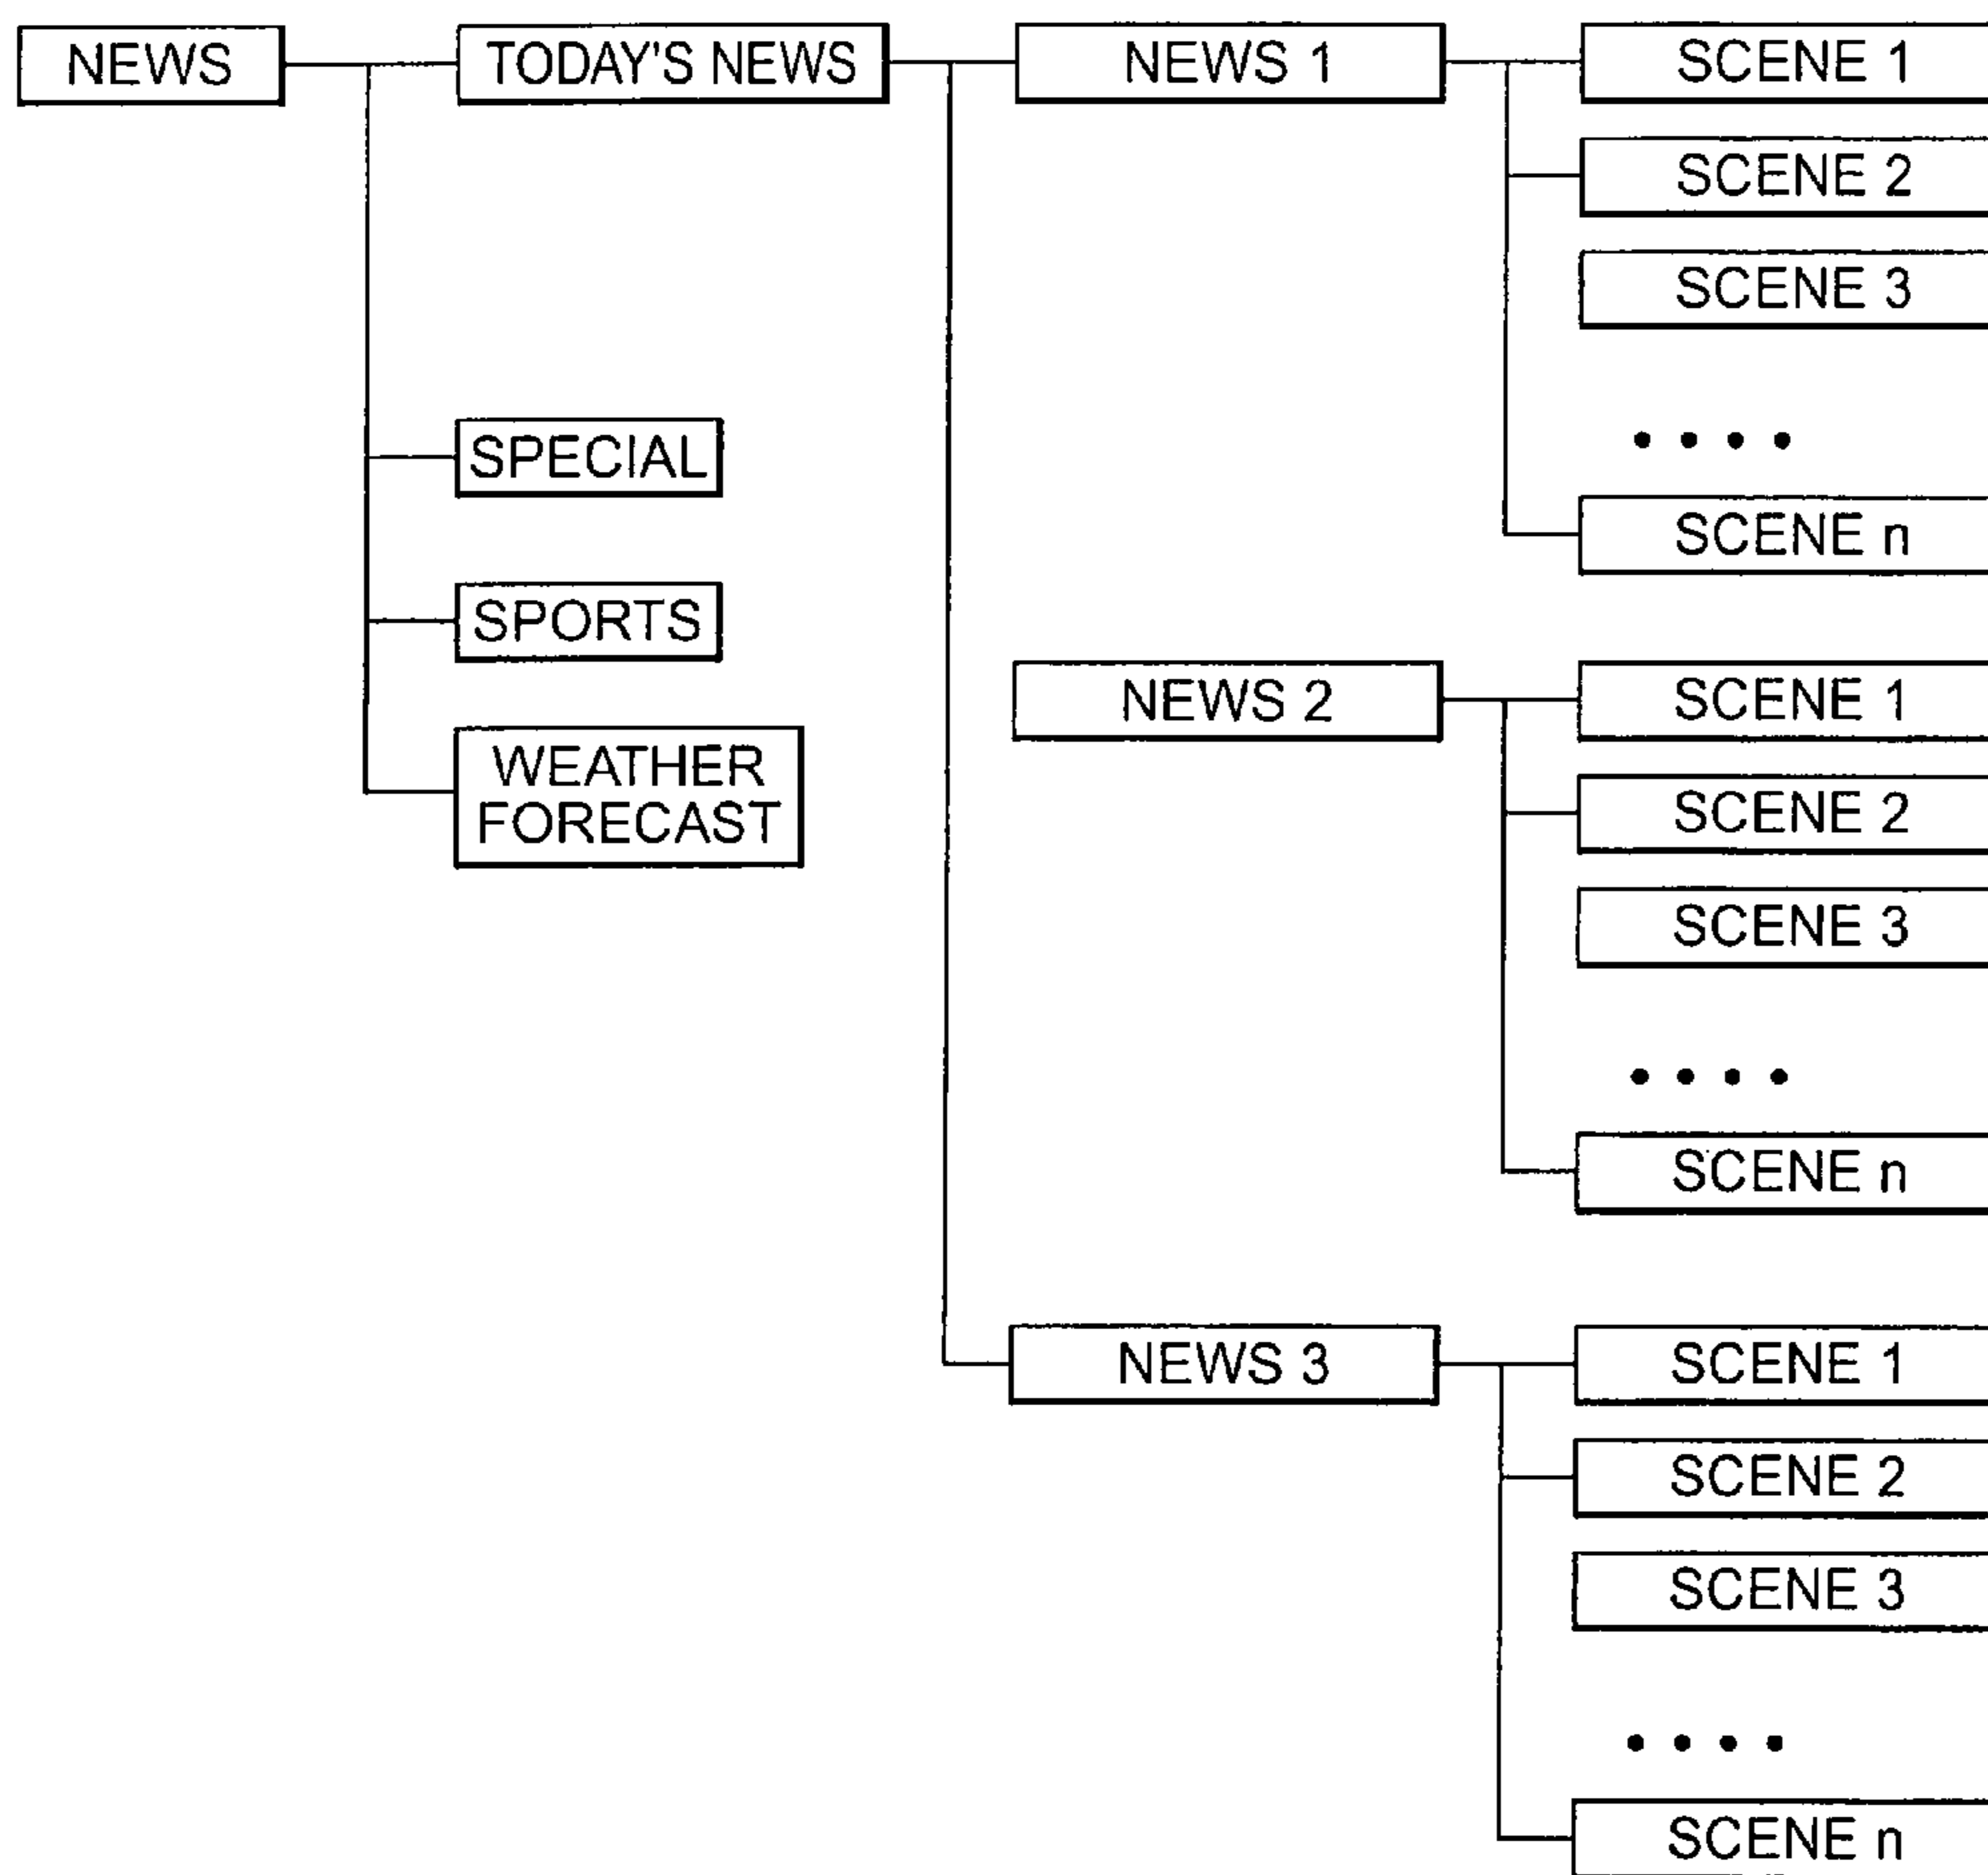 NEWS
TODAY'S NEWS
NEWS 1
SCENE 1
SCENE 2
SCENE 3
SCENE n
SPECIAL
SPORTS
WEATHER
FORECAST
NEWS 2
SCENE 1
SCENE 2
SCENE 3
SCENE n
NEWS 3
SCENE 1
SCENE 2
SCENE 3
SCENE n